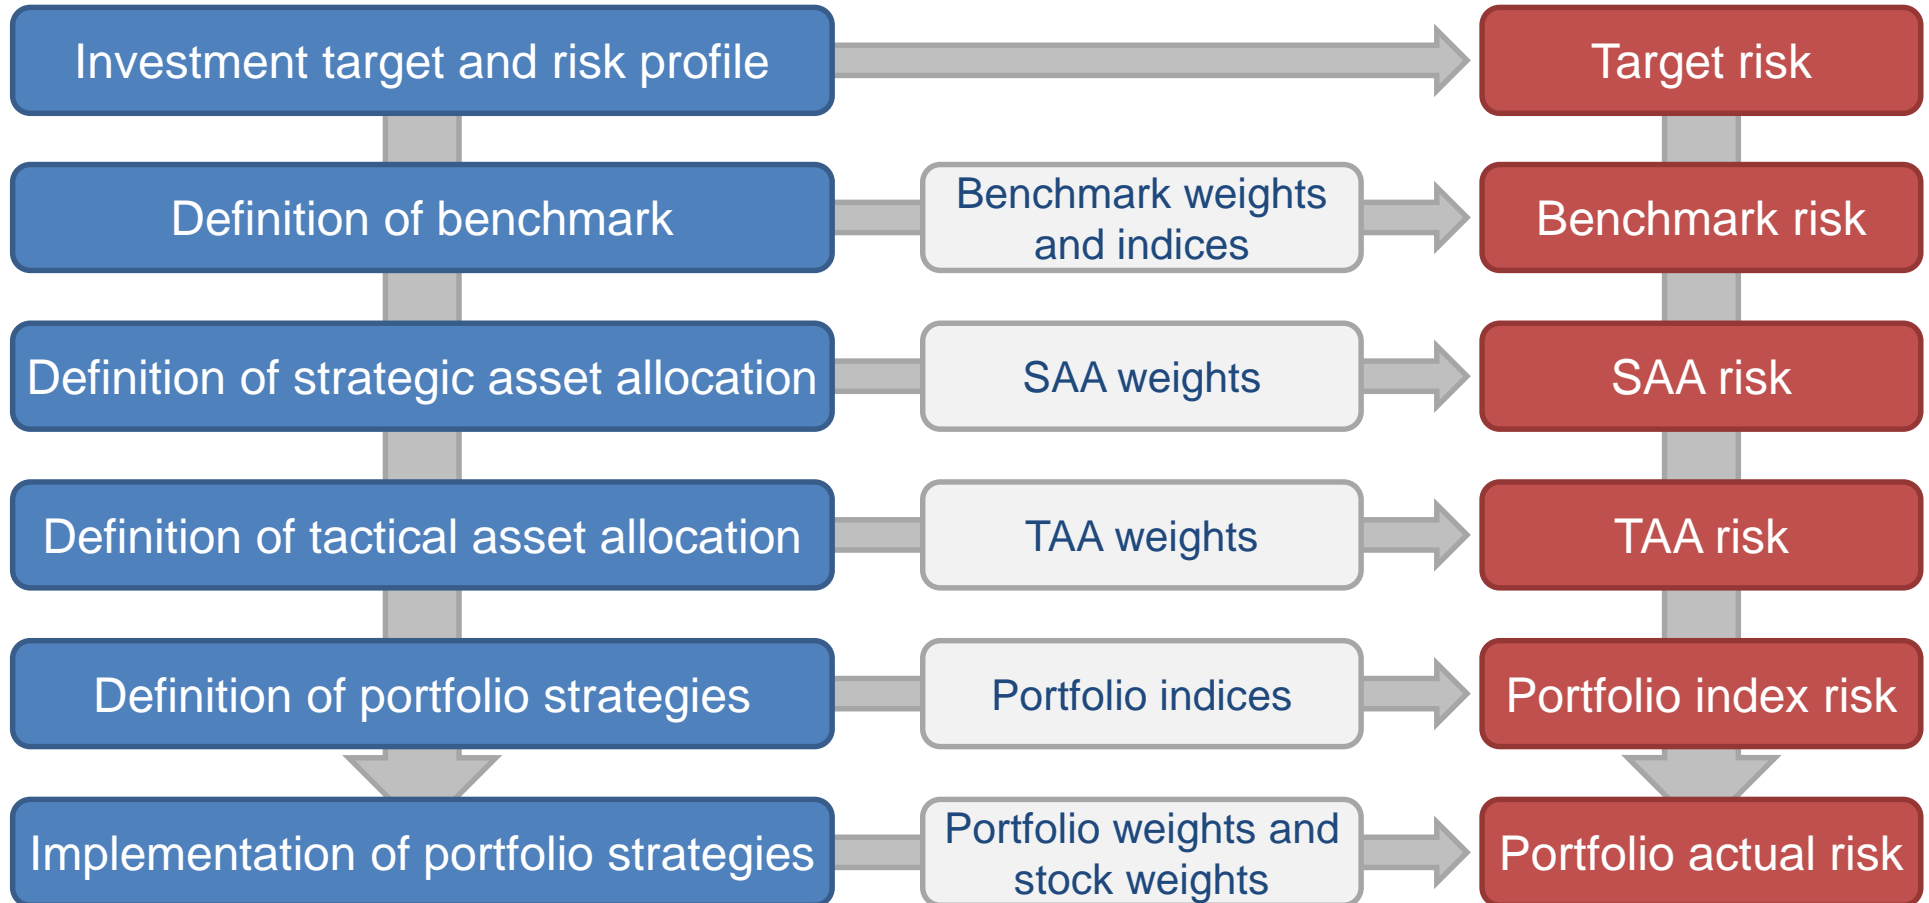 Investment target and risk profile
Target risk
Definition of benchmark
Benchmark weights
and indices
Benchmark risk
Definition of strategic asset allocation
SAA weights
SAA risk
Definition of tactical asset allocation
TAA weights
TAA risk
Definition of portfolio strategies
Portfolio indices
Portfolio index risk
Implementation of portfolio strategies
Portfolio weights and
stock weights
Portfolio actual risk